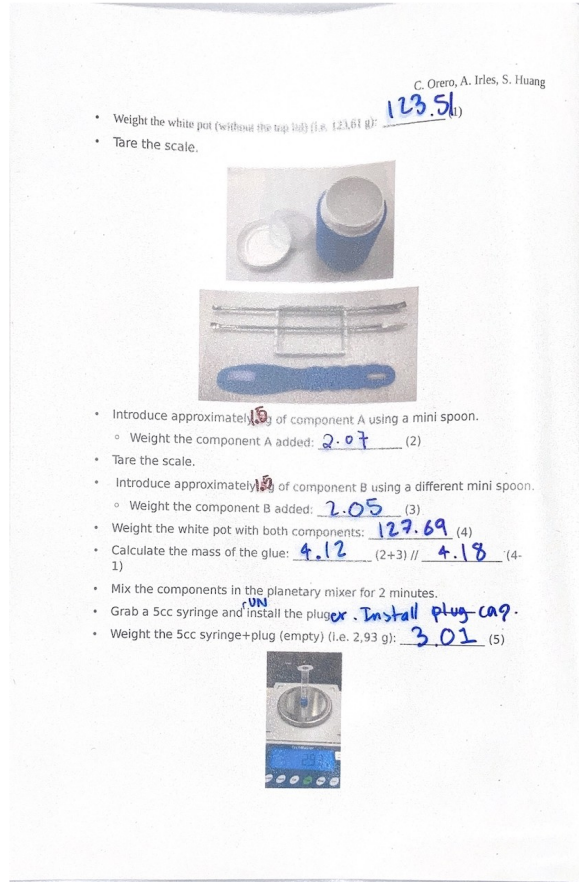 C. Orero, A. Irles, S. Huang
• Weight the white pot (without the top lid) (i.e. 123,61 g): 123.51 (1)
• Tare the scale.
• Introduce approximately 1.5 g of component A using a mini spoon.
◦ Weight the component A added: 2.07 (2)
• Tare the scale.
• Introduce approximately 1.5 g of component B using a different mini spoon.
◦ Weight the component B added: 2.05 (3)
• Weight the white pot with both components: 127.69 (4)
• Calculate the mass of the glue: 4.12 (2+3) // 4.18 (4-
1)
• Mix the components in the planetary mixer for 2 minutes.
• Grab a 5cc syringe and UN install the pluger. Install plug-cap.
• Weight the 5cc syringe+plug (empty) (i.e. 2,93 g): 3.01 (5)